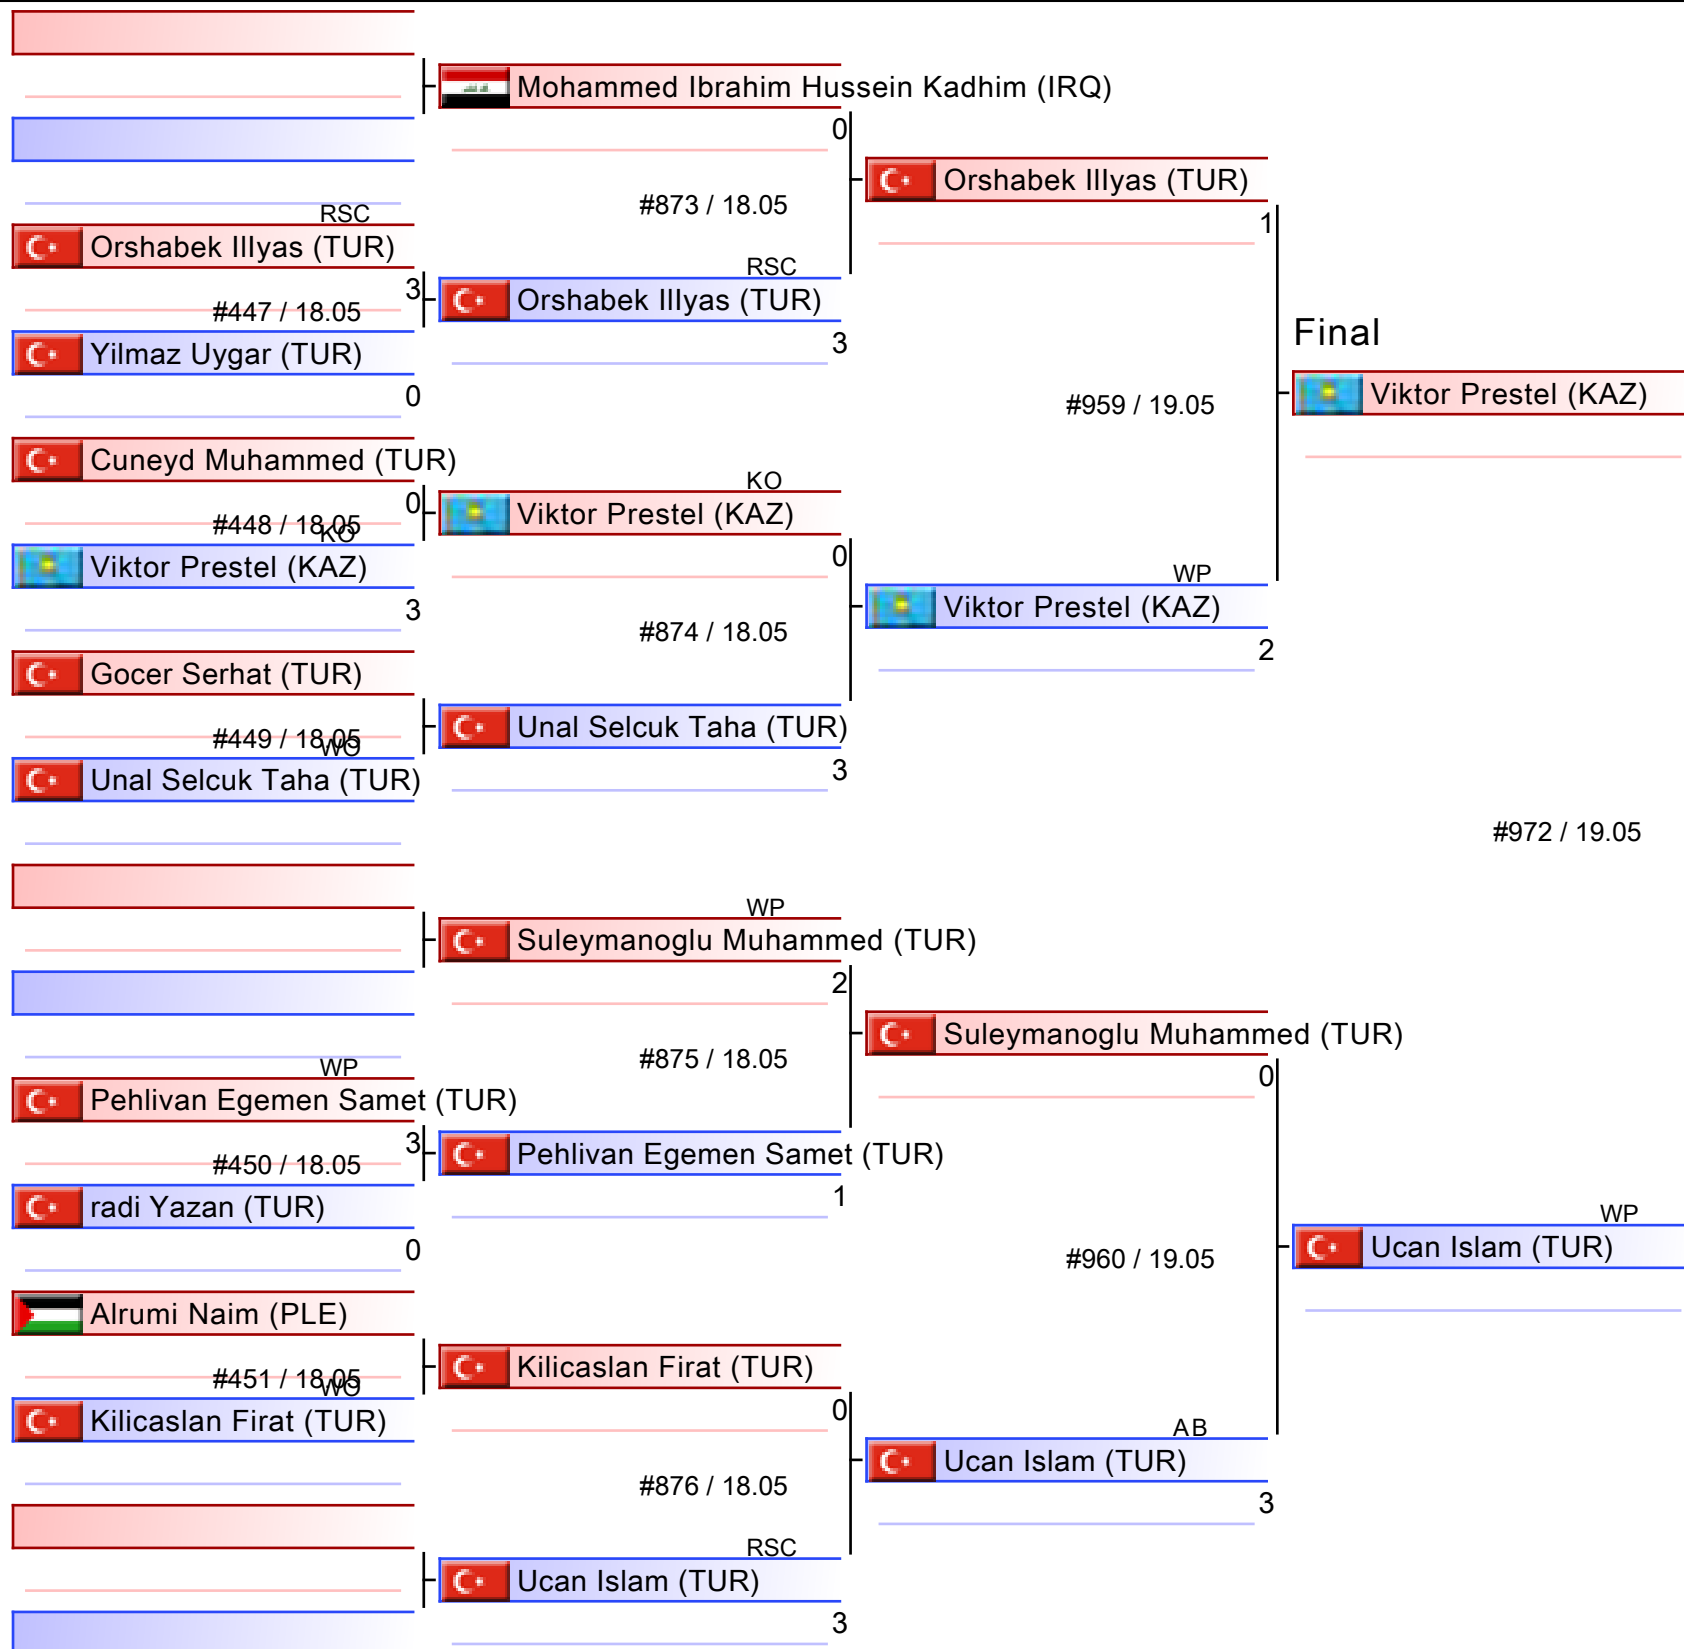 Mohammed Ibrahim Hussein Kadhim (IRQ)
0
Orshabek Illyas (TUR)
1
#873 / 18.05
RSC
Orshabek Illyas (TUR)
3
#447 / 18.05
RSC
Orshabek Illyas (TUR)
3
Final
Yilmaz Uygar (TUR)
0
Viktor Prestel (KAZ)
#959 / 19.05
Cuneyd Muhammed (TUR)
0
#448 / 18.05
KO
KO
Viktor Prestel (KAZ)
0
Viktor Prestel (KAZ)
3
WP
Viktor Prestel (KAZ)
2
#874 / 18.05
Gocer Serhat (TUR)
#449 / 18.05
WO
Unal Selcuk Taha (TUR)
3
Unal Selcuk Taha (TUR)
#972 / 19.05
WP
Suleymanoglu Muhammed (TUR)
2
Suleymanoglu Muhammed (TUR)
0
#875 / 18.05
WP
Pehlivan Egemen Samet (TUR)
3
#450 / 18.05
Pehlivan Egemen Samet (TUR)
1
radi Yazan (TUR)
0
WP
Ucan Islam (TUR)
#960 / 19.05
Alrumi Naim (PLE)
#451 / 18.05
WO
Kilicaslan Firat (TUR)
0
Kilicaslan Firat (TUR)
AB
Ucan Islam (TUR)
3
#876 / 18.05
RSC
Ucan Islam (TUR)
3